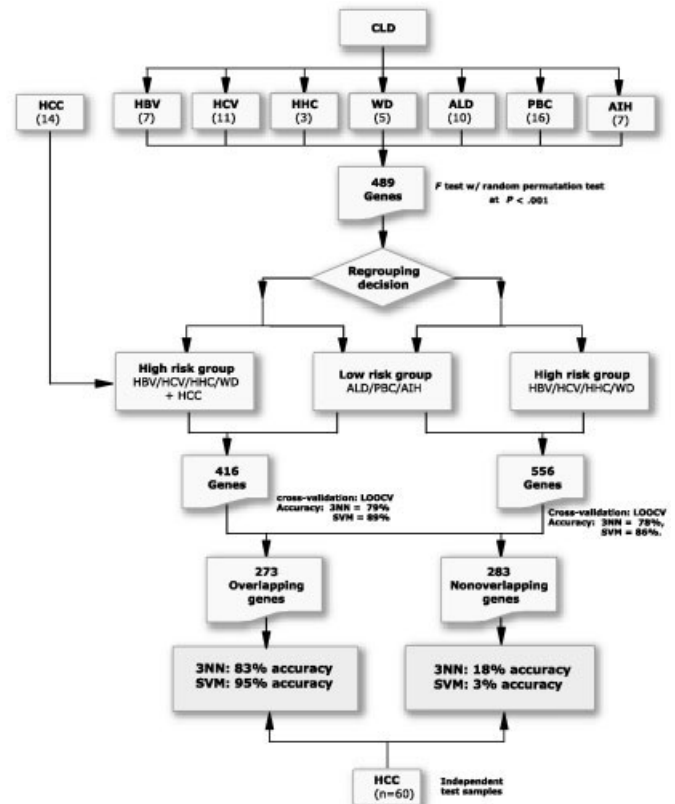 CLD
HCC
(14)
HBV
(7)
HCV
(11)
HHC
(3)
WD
(5)
ALD
(10)
PBC
(16)
AIH
(7)
489
Genes
F test w/ random permutation test
at P < .001
Regrouping
decision
High risk group
HBV/HCV/HHC/WD
+ HCC
Low risk group
ALD/PBC/AIH
High risk group
HBV/HCV/HHC/WD
416
Genes
cross-validation: LOOCV
Accuracy: 3NN = 79%
SVM = 89%
556
Genes
Cross-validation: LOOCV
Accuracy: 3NN = 78%,
SVM = 86%.
273
Overlapping
genes
283
Nonoverlapping
genes
3NN: 83% accuracy
SVM: 95% accuracy
3NN: 18% accuracy
SVM: 3% accuracy
HCC
(n=60)
Independent
test samples